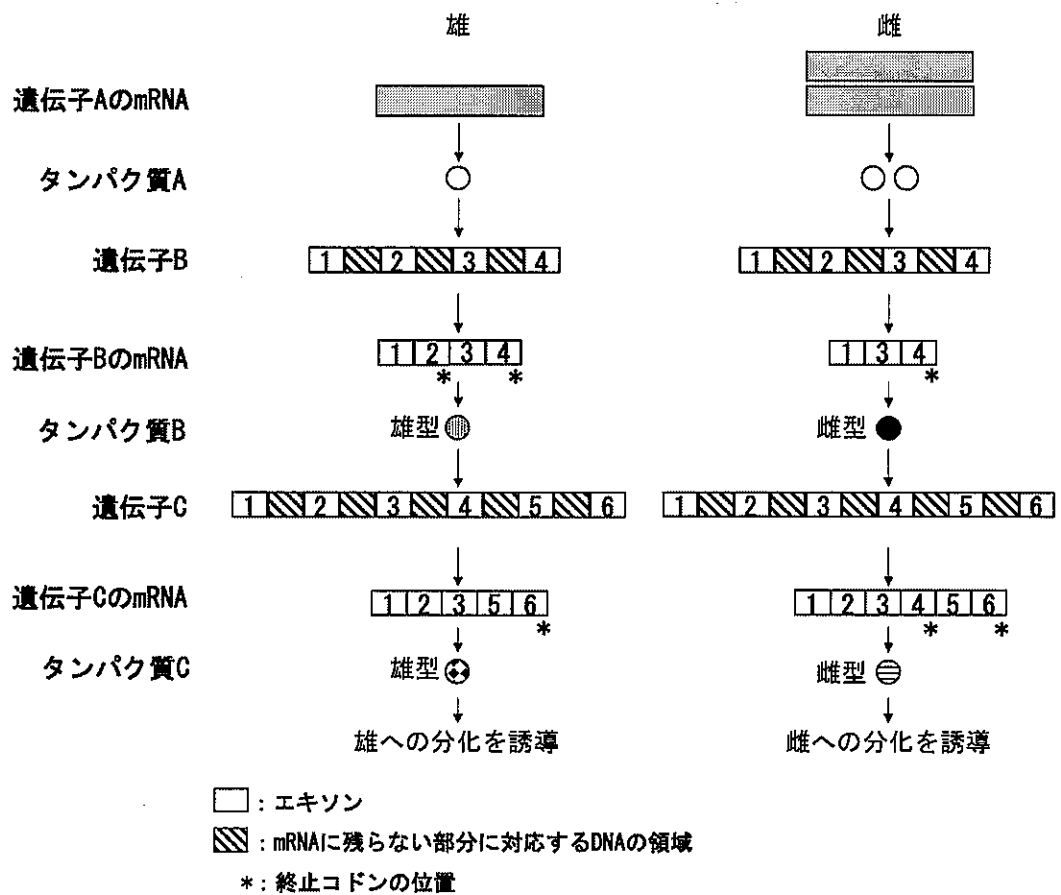 雄 雌
遺伝子AのmRNA
タンパク質A
遺伝子B 1 2 3 4 1 2 3 4
遺伝子BのmRNA 1 2 3 4 1 3 4
* * *
タンパク質B 雄型 雌型
遺伝子C 1 2 3 4 5 6 1 2 3 4 5 6
遺伝子CのmRNA 1 2 3 5 6 1 2 3 4 5 6
* * *
タンパク質C 雄型 雌型
雄への分化を誘導 雌への分化を誘導
：エキソン
：mRNAに残らない部分に対応するDNAの領域
*：終止コドンの位置